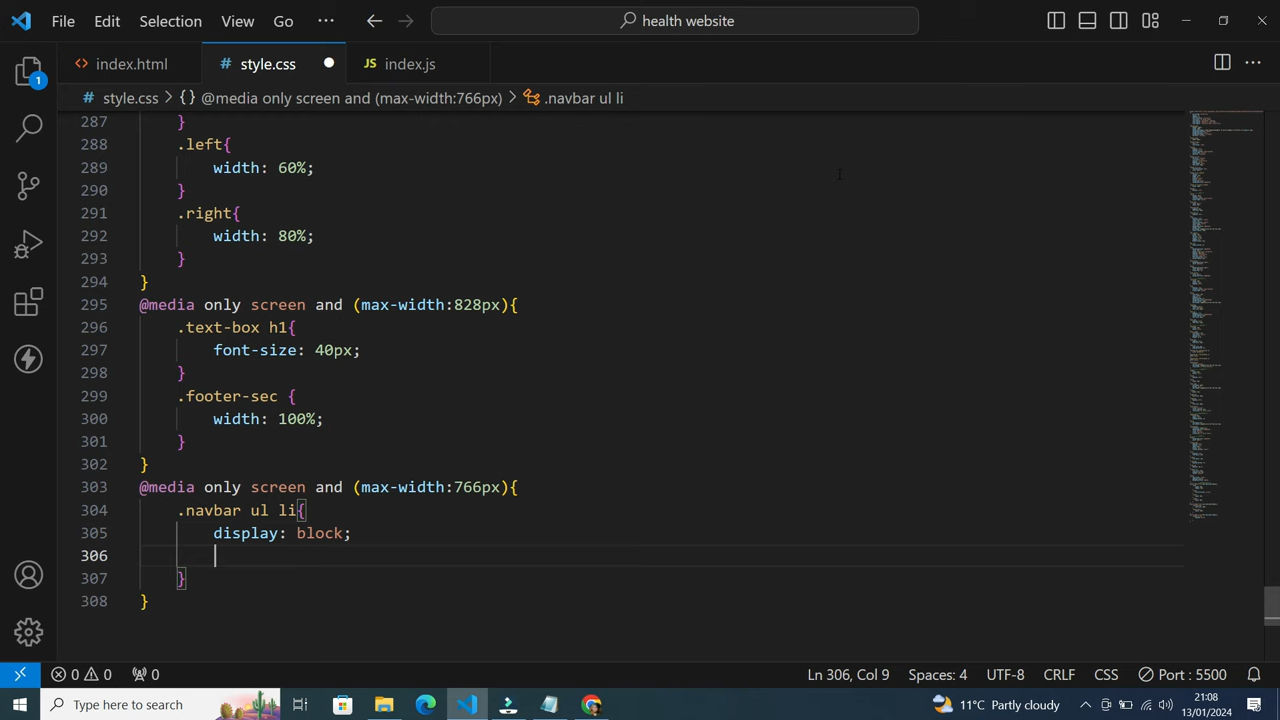 File Edit Selection View Go ··· health website
index.html # style.css JS index.js
1
# style.css > {} @media only screen and (max-width:766px) > .navbar ul li
287 }
288 .left{
289 width: 60%;
290 }
291 .right{
292 width: 80%;
293 }
294 }
295 @media only screen and (max-width:828px){
296 .text-box h1{
297 font-size: 40px;
298 }
299 .footer-sec {
300 width: 100%;
301 }
302 }
303 @media only screen and (max-width:766px){
304 .navbar ul li{
305 display: block;
306
307 }
308 }
0 0 0 Ln 306, Col 9 Spaces: 4 UTF-8 CRLF CSS Port : 5500
Type here to search 11°C Partly cloudy 21:08
13/01/2024